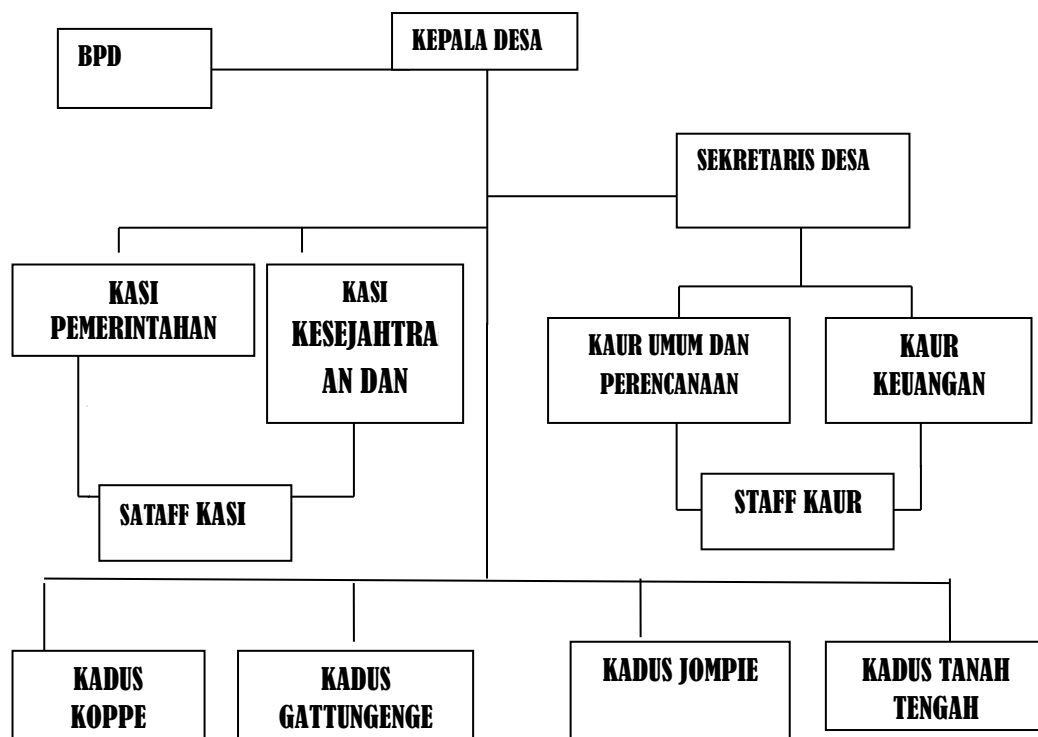 BPD
KEPALA DESA
SEKRETARIS DESA
KASI
PEMERINTAHAN
KASI
KESEJAHTRA
AN DAN
KAUR UMUM DAN
PERENCANAAN
KAUR
KEUANGAN
SATAFF KASI
STAFF KAUR
KADUS
KOPPE
KADUS
GATTUNGENGE
KADUS JOMPIE
KADUS TANAH
TENGAH